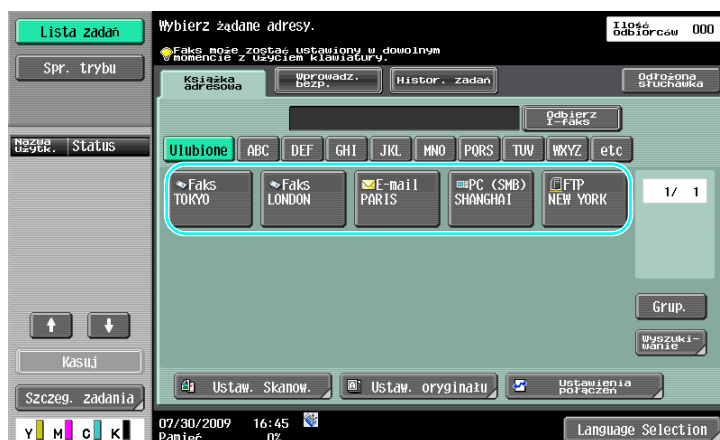 Lista zadań
Spr. trybu
Nazwa użytk.
Status
Kasuj
Szczeg. zadania
Y M C K
Wybierz żądane adresy.
Faks może zostać ustawiony w dowolnym
momencie z użyciem klawiatury.
Ilość
odbiorców 000
Książka
adresowa
Wprowadz.
bezp.
Histor. zadań
Odłożona
słuchawka
Odbierz
I-faks
Ulubione ABC DEF GHI JKL MNO PQRS TUV WXYZ etc
Faks
TOKYO
Faks
LONDON
E-mail
PARIS
PC (SMB)
SHANGHAI
FTP
NEW YORK
1/ 1
Grup.
Wyszuki-
wanie
Ustaw. Skanow.
Ustaw. oryginału
Ustawienia
połączeń
07/30/2009 16:45
Pamięć 0%
Language Selection